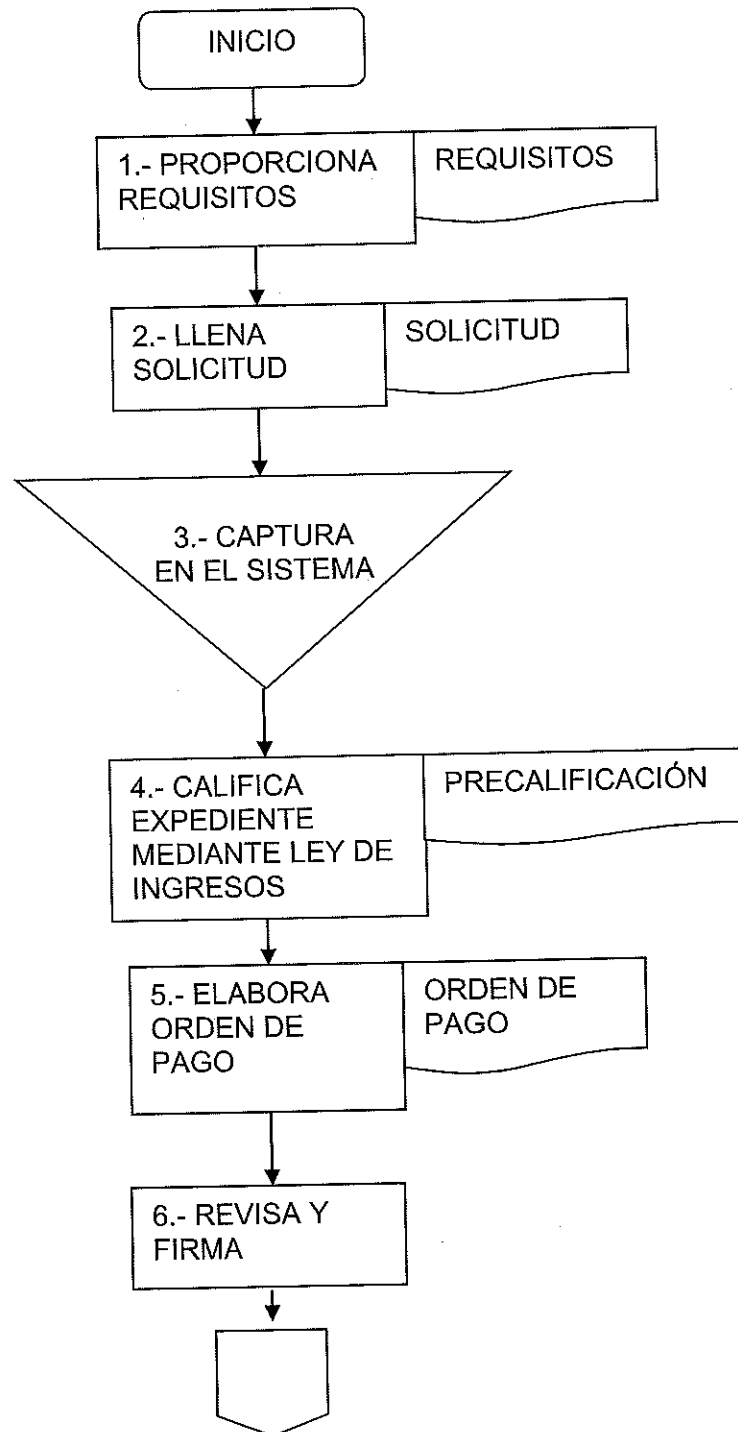 INICIO
1.- PROPORCIONA
REQUISITOS
REQUISITOS
2.- LLENA
SOLICITUD
SOLICITUD
3.- CAPTURA
EN EL SISTEMA
4.- CALIFICA
EXPEDIENTE
MEDIANTE LEY DE
INGRESOS
PRECALIFICACIÓN
5.- ELABORA
ORDEN DE
PAGO
ORDEN DE
PAGO
6.- REVISA Y
FIRMA